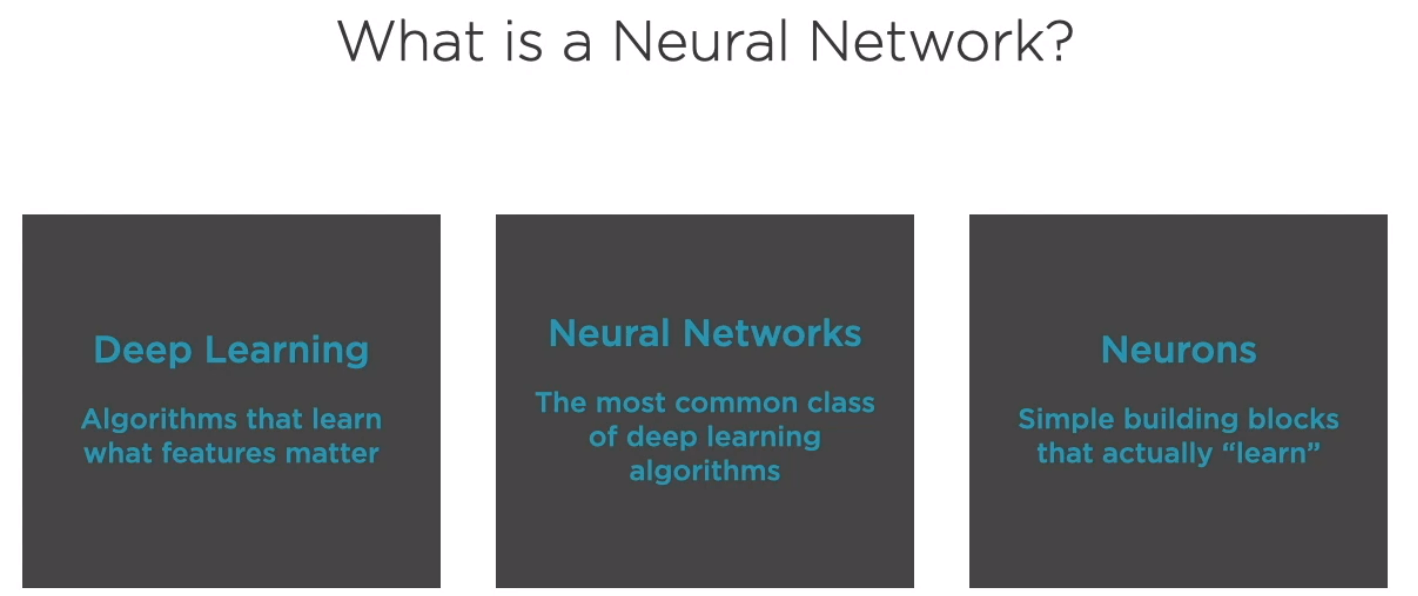 What is a Neural Network?
Deep Learning
Algorithms that learn
what features matter
Neural Networks
The most common class
of deep learning
algorithms
Neurons
Simple building blocks
that actually “learn”